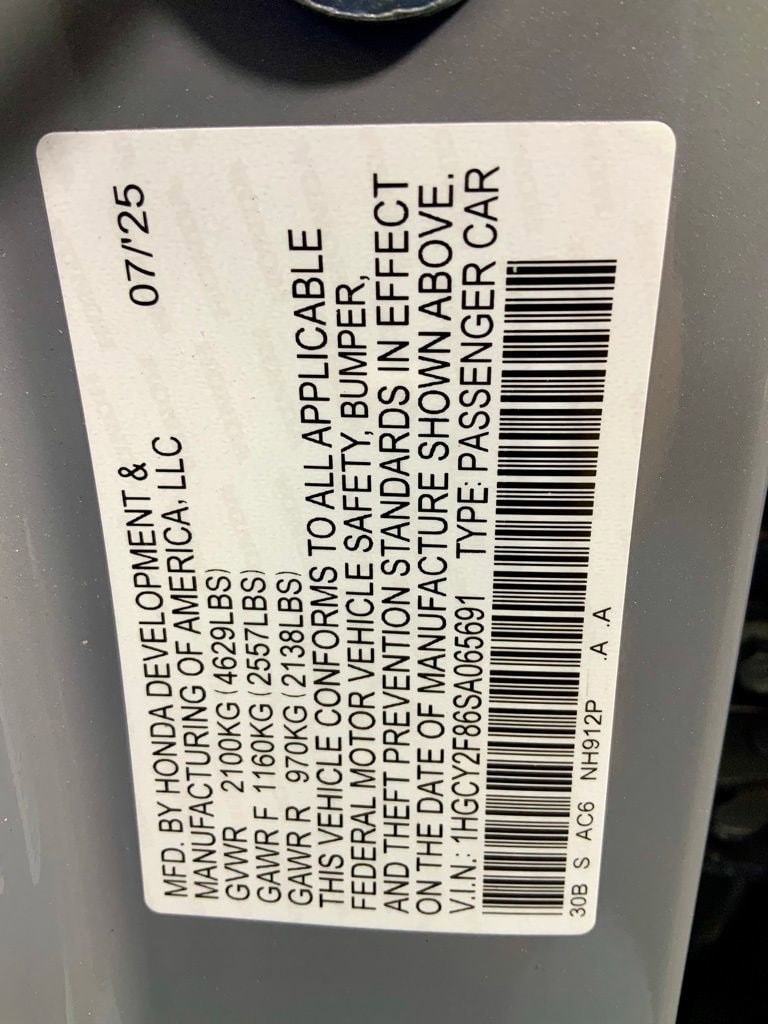 07/'25
MFD. BY HONDA DEVELOPMENT &
MANUFACTURING OF AMERICA, LLC
GVWR 2100KG (4629LBS)
GAWR F 1160KG (2557LBS)
GAWR R 970KG (2138LBS)
THIS VEHICLE CONFORMS TO ALL APPLICABLE
FEDERAL MOTOR VEHICLE SAFETY, BUMPER,
AND THEFT PREVENTION STANDARDS IN EFFECT
ON THE DATE OF MANUFACTURE SHOWN ABOVE.
V.I.N.: 1HGCY2F86SA065691 TYPE: PASSENGER CAR
30B S AC6 NH912P .A .A